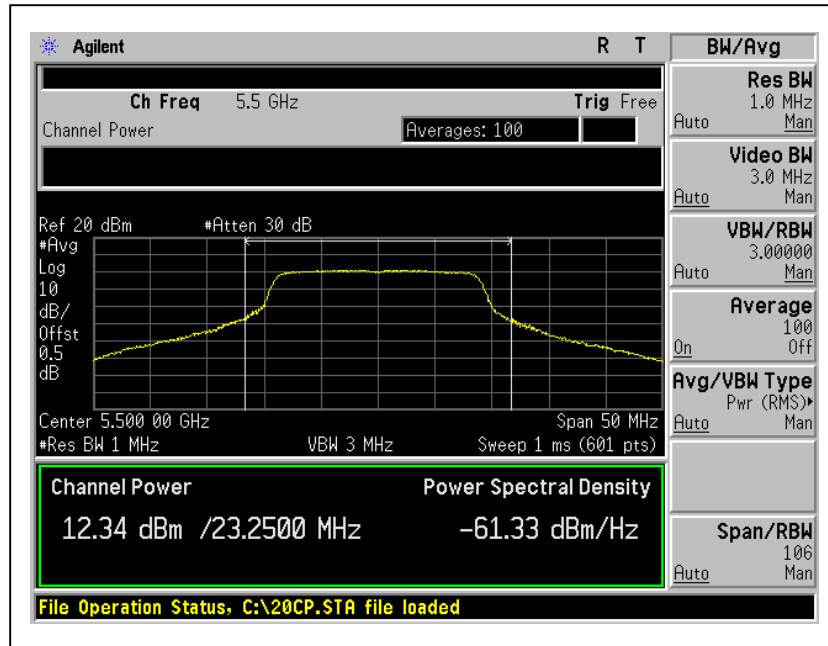 Agilent R T
Ch Freq 5.5 GHz Trig Free
Channel Power Averages: 100
Ref 20 dBm #Atten 30 dB
#Avg
Log
10
dB/
Offst
0.5
dB
Center 5.500 00 GHz Span 50 MHz
#Res BW 1 MHz VBW 3 MHz Sweep 1 ms (601 pts)
Channel Power Power Spectral Density
12.34 dBm /23.2500 MHz -61.33 dBm/Hz
File Operation Status, C:\20CP.STA file loaded
BW/Avg
Res BW
1.0 MHz
Auto Man
Video BW
3.0 MHz
Auto Man
VBW/RBW
3.00000
Auto Man
Average
100
On Off
Avg/VBW Type
Pwr (RMS)▸
Auto Man
Span/RBW
106
Auto Man